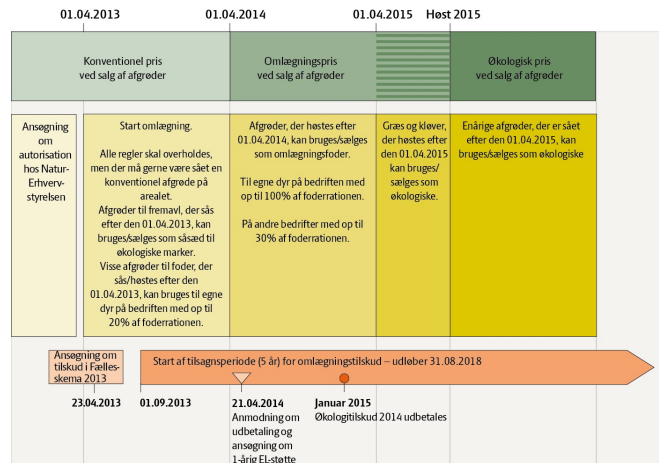 01.04.2013
01.04.2014
01.04.2015
Høst 2015
Konventionel pris
ved salg af afgrøder
Omlægningspris
ved salg af afgrøder
Økologisk pris
ved salg af afgrøder
Ansøgning
om
autorisation
hos Natur-
Erhverv-
styrelsen
Start omlægning.
Alle regler skal overholdes,
men der må gerne være sået en
konventionel afgrøde på
arealet.
Afgrøder til fremavl, der sås
efter den 01.04.2013, kan
bruges/sælges som såsæd til
økologiske marker.
Visse afgrøder til foder, der
sås/høstes efter den
01.04.2013, kan bruges til egne
dyr på bedriften med op til
20% af foderrationen.
Afgrøder, der høstes efter
01.04.2014, kan bruges/sælges
som omlægningsfoder.
Til egne dyr på bedriften med
op til 100% af foderrationen.
På andre bedrifter med op til
30% af foderrationen.
Græs og kløver,
der høstes efter
den 01.04.2015
kan bruges/
sælges som
økologiske.
Enårige afgrøder, der er sået
efter den 01.04.2015, kan
bruges/sælges som økologiske
Ansøgning om
tilskud i Fælles-
skema 2013
Start af tilsagnsperiode (5 år) for omlægningstilskud – udløber 31.08.2018
23.04.2013
01.09.2013
21.04.2014
Anmodning om
udbetaling og
ansøgning om
1-årig EL-støtte
Januar 2015
Økologitilskud 2014 udbetales